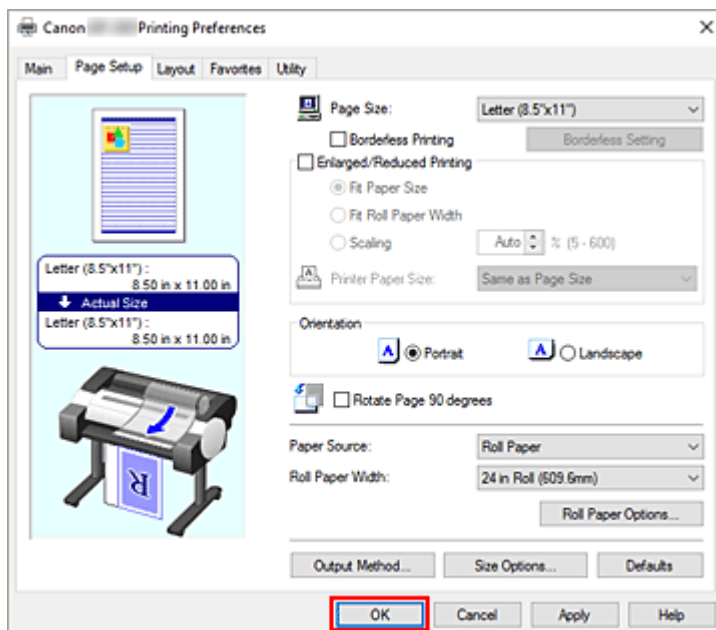 Canon Printing Preferences
Main Page Setup Layout Favorites Utility
Page Size: Letter (8.5"x11")
Borderless Printing Borderless Setting
Enlarged/Reduced Printing
Fit Paper Size
Fit Roll Paper Width
Scaling Auto % (5 - 600)
Printer Paper Size: Same as Page Size
Letter (8.5"x11") :
8.50 in x 11.00 in
Actual Size
Letter (8.5"x11") :
8.50 in x 11.00 in
Orientation
A Portrait A Landscape
Rotate Page 90 degrees
R
Paper Source: Roll Paper
Roll Paper Width: 24 in Roll (609.6mm)
Roll Paper Options...
Output Method... Size Options... Defaults
OK Cancel Apply Help